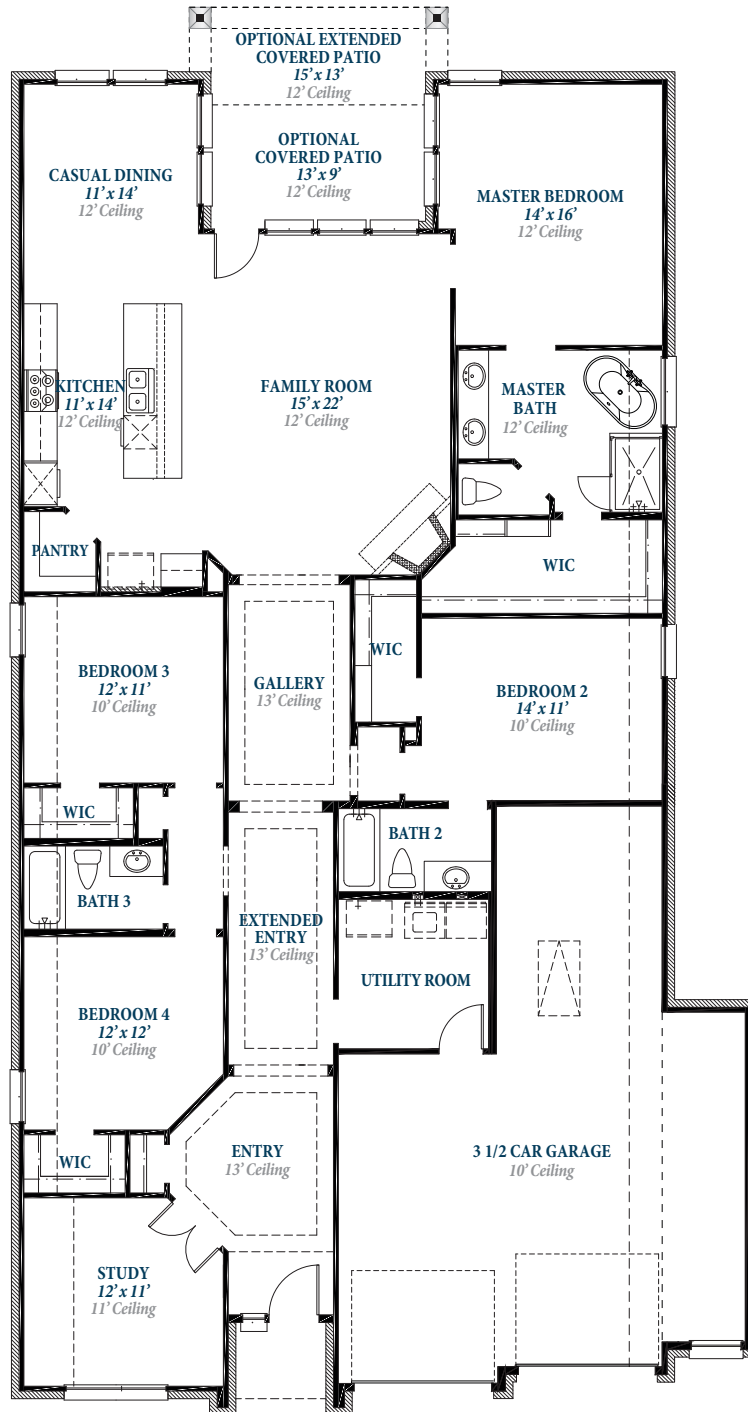 OPTIONAL EXTENDED
COVERED PATIO
15' x 13'
12' Ceiling
OPTIONAL
COVERED PATIO
13' x 9'
12' Ceiling
CASUAL DINING
11' x 14'
12' Ceiling
MASTER BEDROOM
14' x 16'
12' Ceiling
KITCHEN
11' x 14'
12' Ceiling
FAMILY ROOM
15' x 22'
12' Ceiling
MASTER
BATH
12' Ceiling
PANTRY
WIC
WIC
BEDROOM 3
12' x 11'
10' Ceiling
GALLERY
13' Ceiling
BEDROOM 2
14' x 11'
10' Ceiling
WIC
BATH 2
BATH 3
EXTENDED
ENTRY
13' Ceiling
UTILITY ROOM
BEDROOM 4
12' x 12'
10' Ceiling
WIC
ENTRY
13' Ceiling
3 1/2 CAR GARAGE
10' Ceiling
STUDY
12' x 11'
11' Ceiling